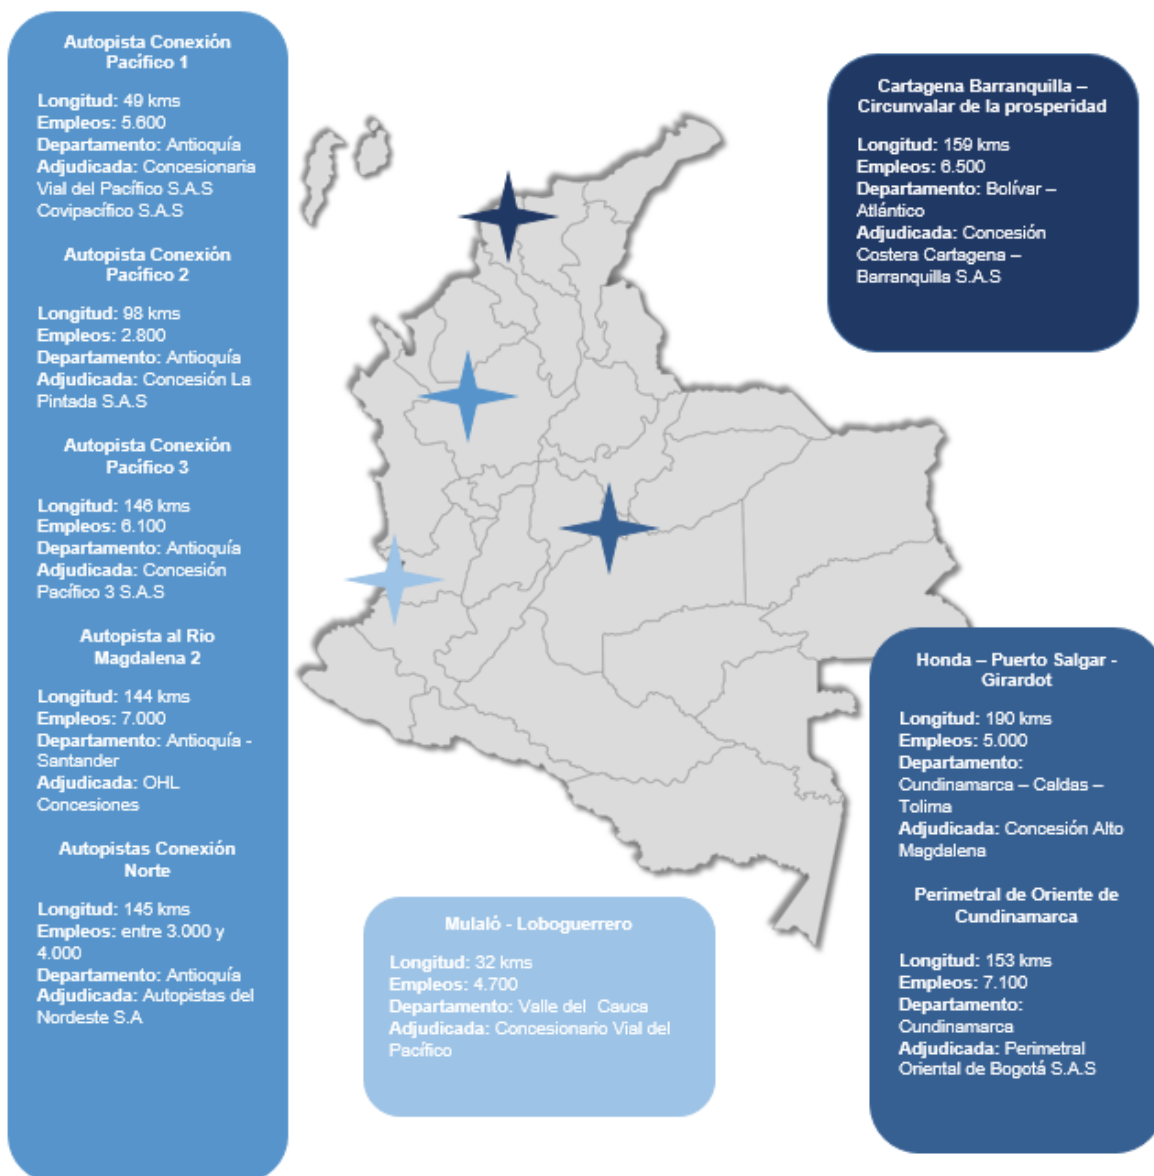 Autopista Conexión
Pacífico 1
Longitud: 49 kms
Empleos: 5.600
Departamento: Antioquía
Adjudicada: Concesionaria
Vial del Pacífico S.A.S
Covipacífico S.A.S
Autopista Conexión
Pacífico 2
Longitud: 98 kms
Empleos: 2.800
Departamento: Antioquía
Adjudicada: Concesión La
Pintada S.A.S
Autopista Conexión
Pacífico 3
Longitud: 146 kms
Empleos: 6.100
Departamento: Antioquía
Adjudicada: Concesión
Pacífico 3 S.A.S
Autopista al Rio
Magdalena 2
Longitud: 144 kms
Empleos: 7.000
Departamento: Antioquía -
Santander
Adjudicada: OHL
Concesiones
Autopistas Conexión
Norte
Longitud: 145 kms
Empleos: entre 3.000 y
4.000
Departamento: Antioquía
Adjudicada: Autopistas del
Nordeste S.A
Cartagena Barranquilla –
Circunvalar de la prosperidad
Longitud: 159 kms
Empleos: 6.500
Departamento: Bolívar –
Atlántico
Adjudicada: Concesión
Costera Cartagena –
Barranquilla S.A.S
Honda – Puerto Salgar -
Girardot
Longitud: 190 kms
Empleos: 5.000
Departamento:
Cundinamarca – Caldas –
Tolima
Adjudicada: Concesión Alto
Magdalena
Perimetral de Oriente de
Cundinamarca
Longitud: 153 kms
Empleos: 7.100
Departamento:
Cundinamarca
Adjudicada: Perimetral
Oriental de Bogotá S.A.S
Mulaló - Loboguerrero
Longitud: 32 kms
Empleos: 4.700
Departamento: Valle del Cauca
Adjudicada: Concesionario Vial del
Pacífico